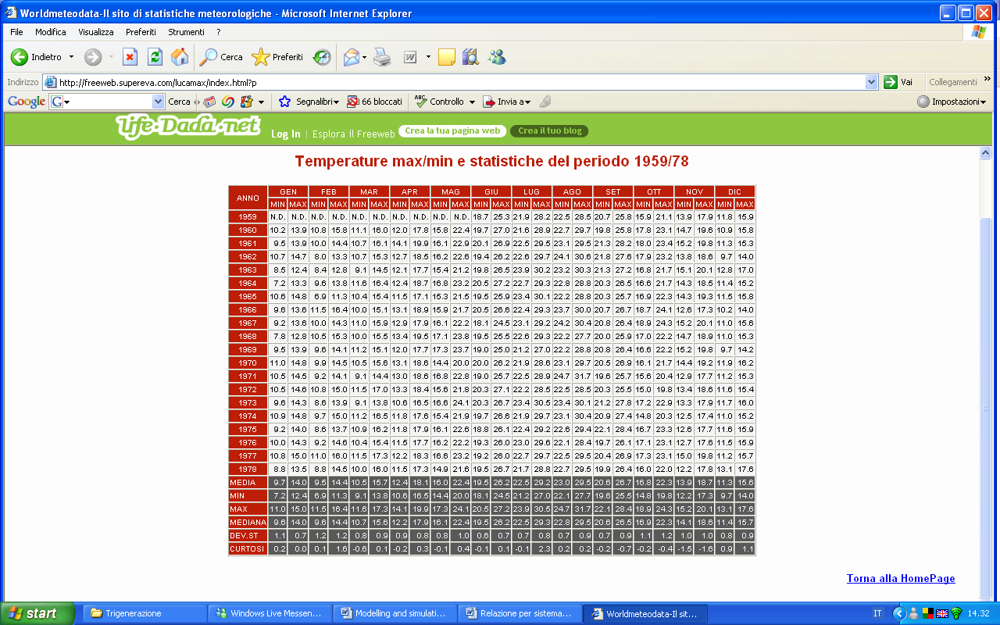 Worldmeteodata-Il sito di statistiche meteorologiche - Microsoft Internet Explorer
File Modifica Visualizza Preferiti Strumenti ?
Indietro Cerca Preferiti
Indirizzo http://freeweb.supereva.com/lucamax/index.html?p Vai Collegamenti »
Google G Cerca Segnalibri 66 bloccati ABC Controllo Invia a Impostazioni
Life.Dada.net Log In | Esplora il Freeweb Crea la tua pagina web Crea il tuo blog
Temperature max/min e statistiche del periodo 1959/78
ANNO GEN FEB MAR APR MAG GIU LUG AGO SET OTT NOV DIC
MIN MAX MIN MAX MIN MAX MIN MAX MIN MAX MIN MAX MIN MAX MIN MAX MIN MAX MIN MAX MIN MAX MIN MAX
1959 N.D. N.D. N.D. N.D. N.D. N.D. N.D. N.D. N.D. N.D. 18.7 25.3 21.9 28.2 22.5 28.5 20.7 25.8 15.9 21.1 13.9 17.9 11.8 15.9
1960 10.2 13.9 10.8 15.8 11.1 16.0 12.0 17.8 15.8 22.4 19.7 27.0 21.6 28.9 22.7 29.7 19.8 25.8 17.8 23.1 14.7 19.6 10.9 15.8
1961 9.5 13.9 10.0 14.4 10.7 16.1 14.1 19.9 16.1 22.9 20.1 26.9 22.5 29.5 23.1 29.5 21.3 28.2 18.0 23.4 15.2 19.8 11.3 15.3
1962 10.7 14.7 8.0 13.3 10.7 15.3 12.7 18.5 16.2 22.6 19.4 26.2 22.6 29.7 24.1 30.6 21.8 27.6 17.9 23.2 13.8 18.6 9.7 14.0
1963 8.5 12.4 8.4 12.8 9.1 14.5 12.1 17.7 15.4 21.2 19.8 26.5 23.9 30.2 23.2 30.3 21.3 27.2 16.8 21.7 15.1 20.1 12.8 17.0
1964 7.2 13.3 9.6 13.8 11.6 16.4 12.4 18.7 16.8 23.2 20.5 27.2 22.7 29.3 22.8 28.8 20.3 26.5 16.6 21.7 14.3 18.5 11.4 15.2
1965 10.6 14.8 6.9 11.3 10.4 15.4 11.5 17.1 15.3 21.5 19.5 25.9 23.4 30.1 22.2 28.8 20.3 25.7 16.9 22.3 14.3 19.3 11.5 15.8
1966 9.6 13.6 11.5 16.4 10.0 15.1 13.1 18.9 15.9 21.7 20.5 26.6 22.4 29.3 23.7 30.0 20.7 26.7 18.7 24.1 12.6 17.3 10.2 14.0
1967 9.2 13.6 10.0 14.3 11.0 15.9 12.9 17.9 16.1 22.2 18.1 24.5 23.1 29.2 24.2 30.4 20.8 26.4 18.9 24.3 15.2 20.1 11.0 15.6
1968 7.8 12.8 10.5 15.3 10.0 15.5 13.4 19.5 17.1 23.8 19.5 25.5 22.6 29.3 22.2 27.7 20.0 25.9 17.0 22.2 14.7 18.9 11.0 15.3
1969 9.5 13.9 9.6 14.1 11.2 15.1 12.0 17.7 17.3 23.7 19.0 25.0 21.2 27.0 22.2 28.2 20.8 26.4 16.6 22.2 15.2 19.8 9.7 14.2
1970 11.0 14.8 9.9 14.5 10.5 15.6 13.1 18.6 14.4 20.0 20.0 26.2 21.9 28.6 23.1 29.7 20.5 26.9 16.1 21.7 14.4 19.2 11.9 16.2
1971 10.5 14.5 9.2 14.1 9.1 14.4 13.0 18.6 16.8 22.8 19.0 25.7 22.5 28.9 24.7 31.7 19.6 25.7 15.6 20.4 12.9 17.7 11.2 15.3
1972 10.5 14.6 10.8 15.0 11.5 17.0 13.3 18.4 15.6 21.8 20.3 27.1 22.2 28.5 22.5 28.5 20.3 25.5 15.0 19.8 13.4 18.6 11.6 15.4
1973 9.6 14.3 8.6 13.9 9.1 13.8 10.6 16.5 16.6 24.1 20.3 26.7 23.4 30.5 23.4 30.1 21.2 27.8 17.2 22.9 13.3 17.9 11.7 16.0
1974 10.9 14.8 9.7 15.0 11.2 16.5 11.8 17.6 15.4 21.9 19.7 26.6 21.9 29.7 23.1 30.4 20.9 27.4 14.8 20.3 12.5 17.4 11.0 15.2
1975 9.2 14.0 8.6 13.7 10.9 16.2 11.8 17.9 16.1 22.6 18.8 26.1 22.4 29.2 22.6 29.4 22.1 28.4 16.7 23.3 12.6 17.7 11.6 15.9
1976 10.0 14.3 9.2 14.6 10.4 15.4 11.5 17.7 16.2 22.2 19.3 26.0 23.0 29.6 22.1 28.4 19.7 26.1 17.1 23.1 12.7 17.6 11.5 15.9
1977 10.8 15.0 11.0 16.0 11.5 17.3 12.2 18.3 16.6 23.2 19.2 26.0 22.7 29.7 22.5 29.5 20.4 26.9 17.3 23.1 15.0 19.8 11.2 15.7
1978 8.8 13.5 8.8 14.5 10.0 16.0 11.5 17.3 14.9 21.6 19.5 26.7 21.7 28.8 22.7 29.5 19.9 26.4 16.0 22.0 12.2 17.8 13.1 17.6
MEDIA 9.7 14.0 9.5 14.4 10.5 15.7 12.4 18.1 16.0 22.4 19.5 26.2 22.5 29.2 23.0 29.5 20.6 26.7 16.8 22.3 13.9 18.7 11.3 15.6
MIN 7.2 12.4 6.9 11.3 9.1 13.8 10.6 16.5 14.4 20.0 18.1 24.5 21.2 27.0 22.1 27.7 19.6 25.5 14.8 19.8 12.2 17.3 9.7 14.0
MAX 11.0 15.0 11.5 16.4 11.6 17.3 14.1 19.9 17.3 24.1 20.5 27.2 23.9 30.5 24.7 31.7 22.1 28.4 18.9 24.3 15.2 20.1 13.1 17.6
MEDIANA 9.6 14.0 9.6 14.4 10.7 15.6 12.2 17.9 16.1 22.4 19.5 26.2 22.5 29.3 22.8 29.5 20.6 26.5 16.9 22.3 14.1 18.6 11.4 15.7
DEV.ST 1.1 0.7 1.2 1.2 0.8 0.9 0.9 0.8 0.8 1.0 0.6 0.7 0.7 0.8 0.7 0.9 0.7 0.9 1.1 1.2 1.0 1.0 0.8 0.9
CURTOSI 0.2 0.0 0.1 1.6 -0.6 0.1 -0.2 0.3 -0.1 0.4 -0.1 0.1 -0.1 2.3 0.2 0.2 -0.2 -0.7 -0.2 -0.4 -1.5 -1.6 0.9 1.1
Torna alla HomePage
start Trigenerazione Windows Live Messen... Modelling and simulati... Relazione per sistema... Worldmeteodata-Il sit... IT 14.32